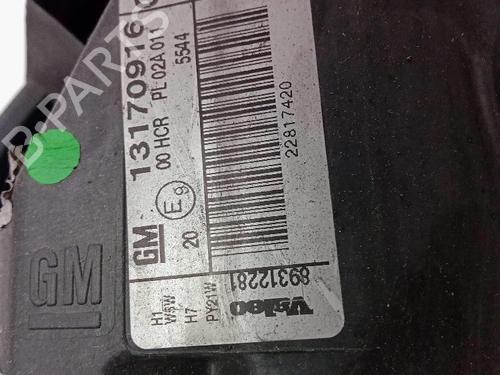 GM 13170916
00 HCR PL 02A 011
E9
20
5544
22817420
H1
W5W
H7
PY21W
Valeo
89312281
GM
B-PARTS